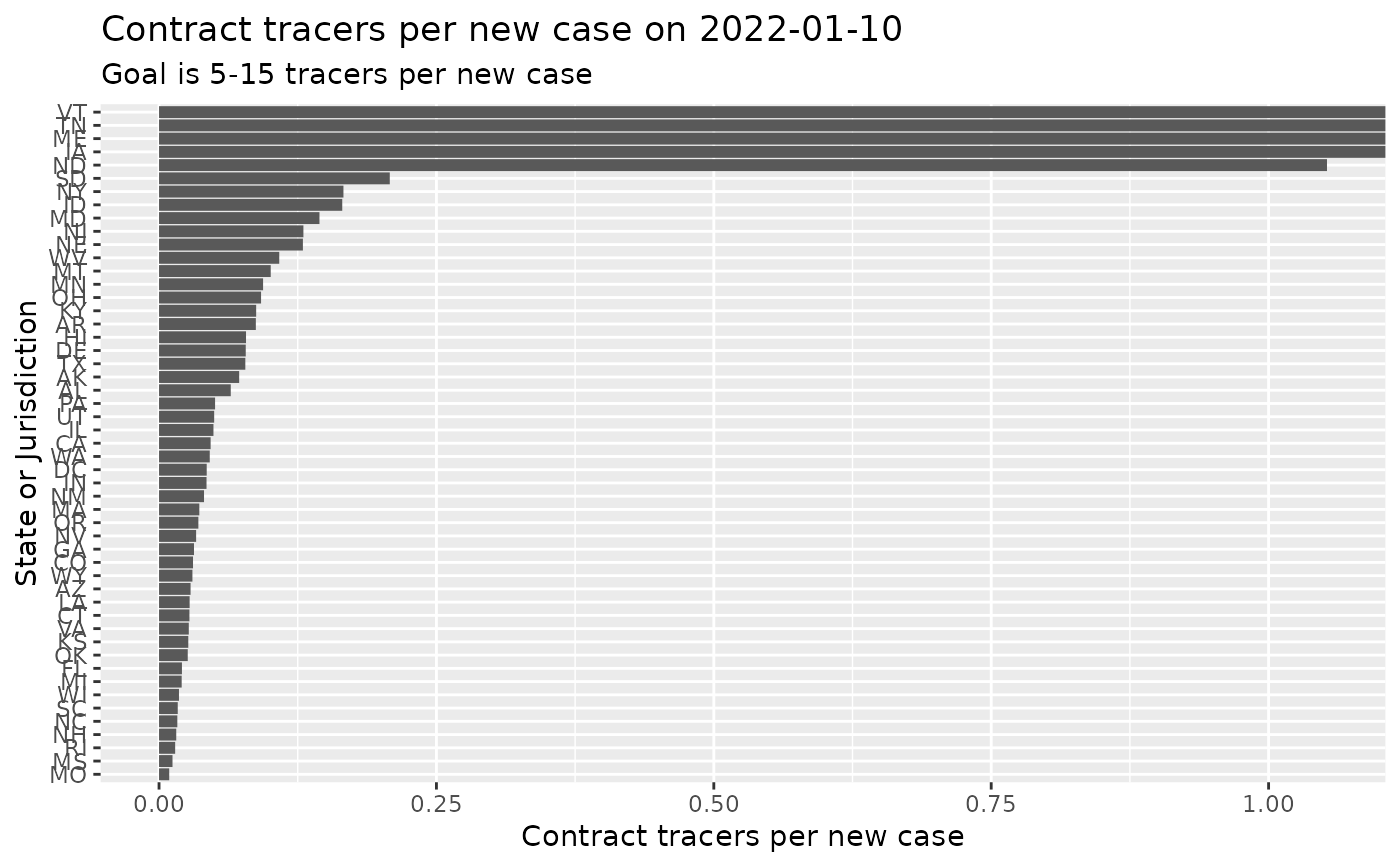 Contract tracers per new case on 2022-01-10
Goal is 5-15 tracers per new case
State or Jurisdiction
VT
TN
ME
IA
ND
SD
NY
ID
MD
NJ
NE
WV
MT
MN
OH
KY
AR
HI
DE
TX
AK
AL
PA
UT
IL
CA
WA
DC
IN
NM
MA
OR
NV
GA
CO
WY
AZ
LA
CT
VA
KS
OK
FL
MI
WI
SC
NC
NH
RI
MS
MO
0.00 0.25 0.50 0.75 1.00
Contract tracers per new case